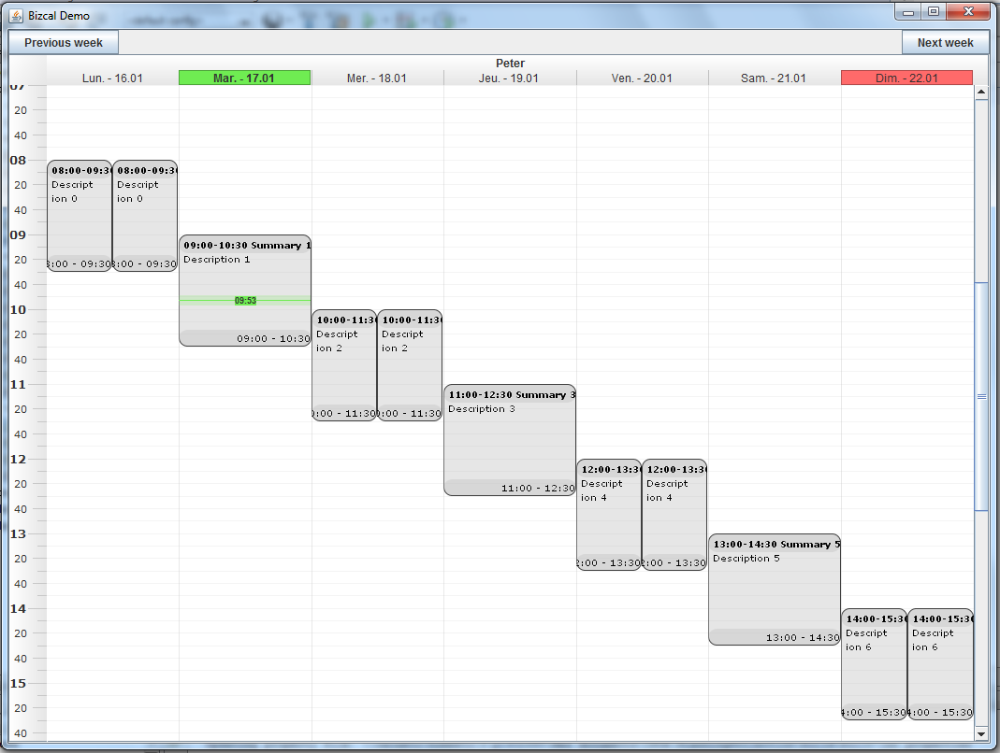 Bizcal Demo
Previous week
Next week
Peter
Lun. - 16.01
Mar. - 17.01
Mer. - 18.01
Jeu. - 19.01
Ven. - 20.01
Sam. - 21.01
Dim. - 22.01
07
20
40
08
20
40
09
20
40
10
20
40
11
20
40
12
20
40
13
20
40
14
20
40
15
20
40
08:00-09:30
Descript
ion 0
:00 - 09:30
08:00-09:30
Descript
ion 0
:00 - 09:30
09:00-10:30 Summary 1
Description 1
09:53
09:00 - 10:30
10:00-11:30
Descript
ion 2
:00 - 11:30
10:00-11:30
Descript
ion 2
:00 - 11:30
11:00-12:30 Summary 3
Description 3
11:00 - 12:30
12:00-13:30
Descript
ion 4
:00 - 13:30
12:00-13:30
Descript
ion 4
:00 - 13:30
13:00-14:30 Summary 5
Description 5
13:00 - 14:30
14:00-15:30
Descript
ion 6
4:00 - 15:30
14:00-15:30
Descript
ion 6
4:00 - 15:30